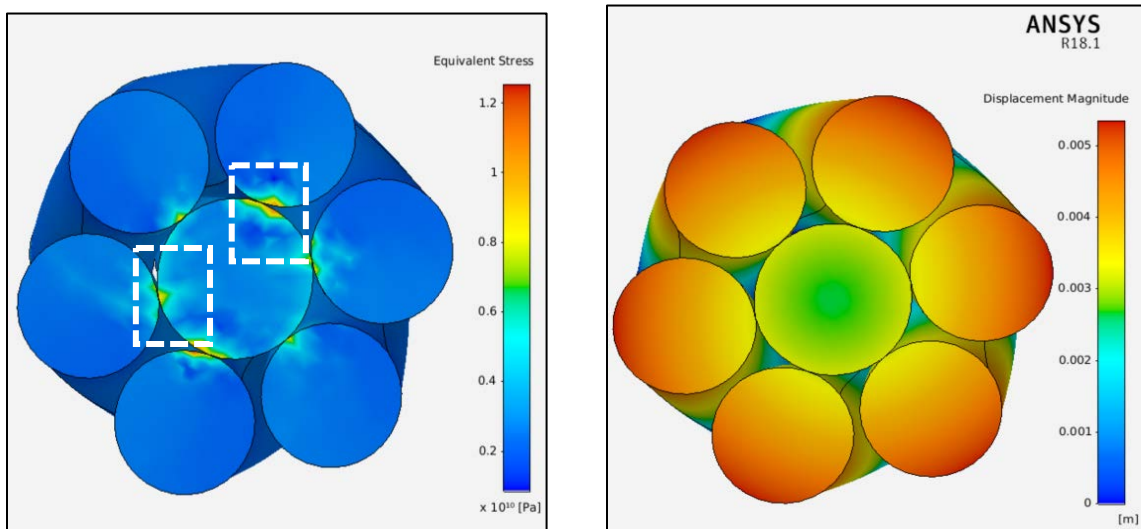 Equivalent Stress
1.2
1
0.8
0.6
0.4
0.2
x 10¹⁰ [Pa]
ANSYS
R18.1
Displacement Magnitude
0.005
0.004
0.003
0.002
0.001
0
[m]